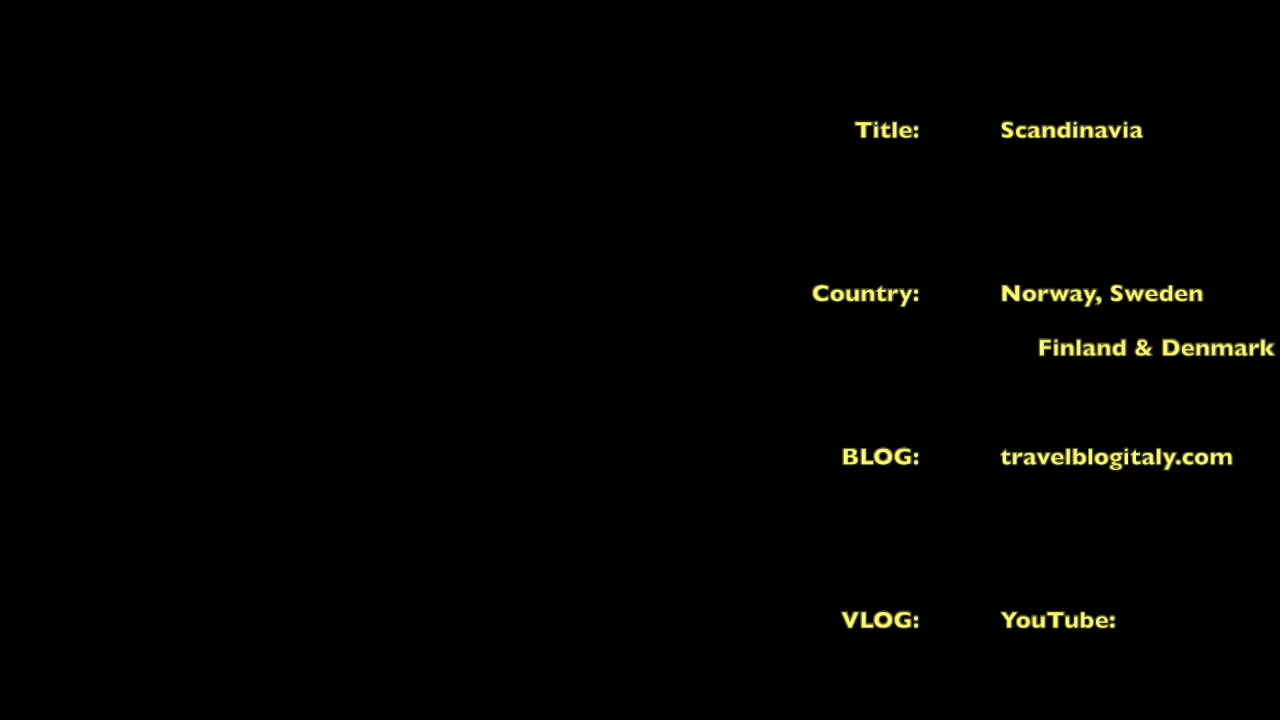 Title: Scandinavia
Country: Norway, Sweden
Finland & Denmark
BLOG: travelblogitaly.com
VLOG: YouTube: